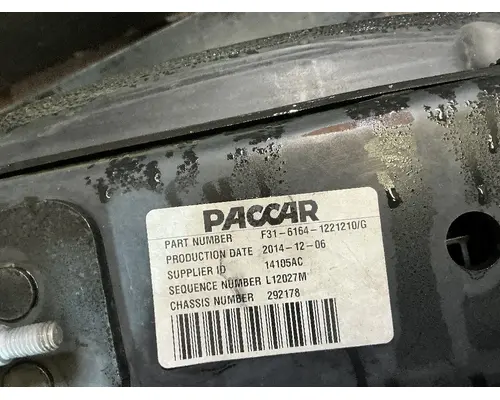 PACCAR
PART NUMBER F31-6164-1221210/G
PRODUCTION DATE 2014-12-06
SUPPLIER ID 14105AC
SEQUENCE NUMBER L12027M
CHASSIS NUMBER 292178